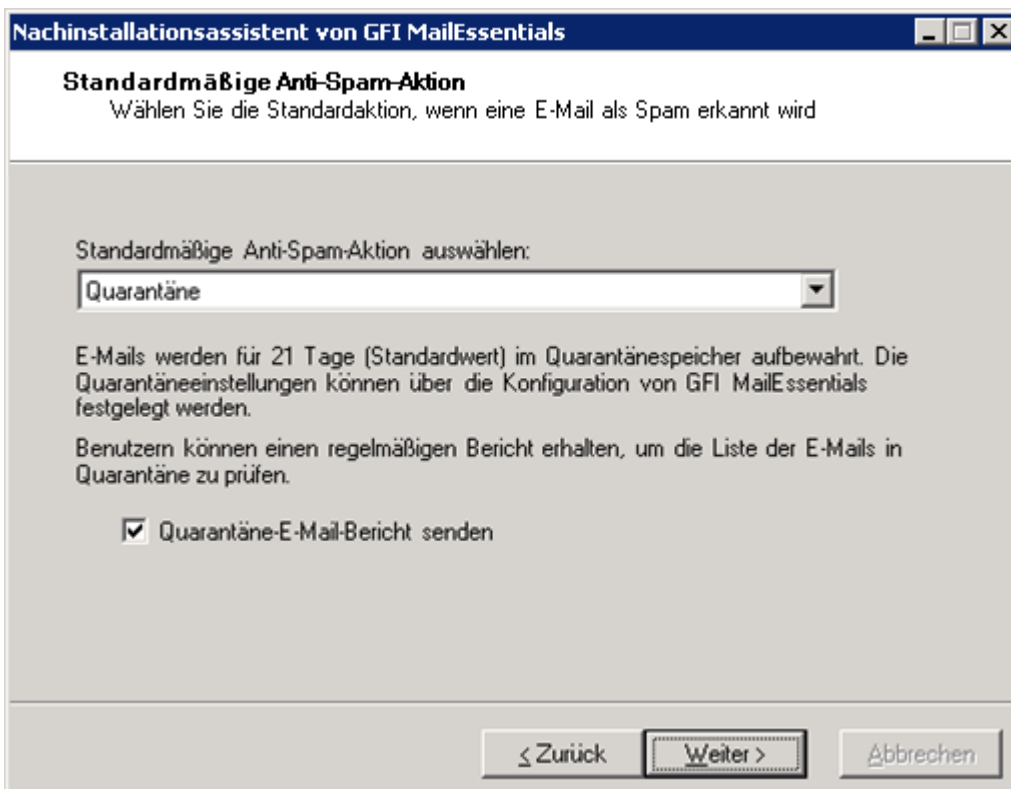 Nachinstallationsassistent von GFI MailEssentials
Standardmäßige Anti-Spam-Aktion
Wählen Sie die Standardaktion, wenn eine E-Mail als Spam erkannt wird
Standardmäßige Anti-Spam-Aktion auswählen:
Quarantäne
E-Mails werden für 21 Tage (Standardwert) im Quarantänespeicher aufbewahrt. Die
Quarantäneeinstellungen können über die Konfiguration von GFI MailEssentials
festgelegt werden.
Benutzern können einen regelmäßigen Bericht erhalten, um die Liste der E-Mails in
Quarantäne zu prüfen.
Quarantäne-E-Mail-Bericht senden
< Zurück
Weiter >
Abbrechen